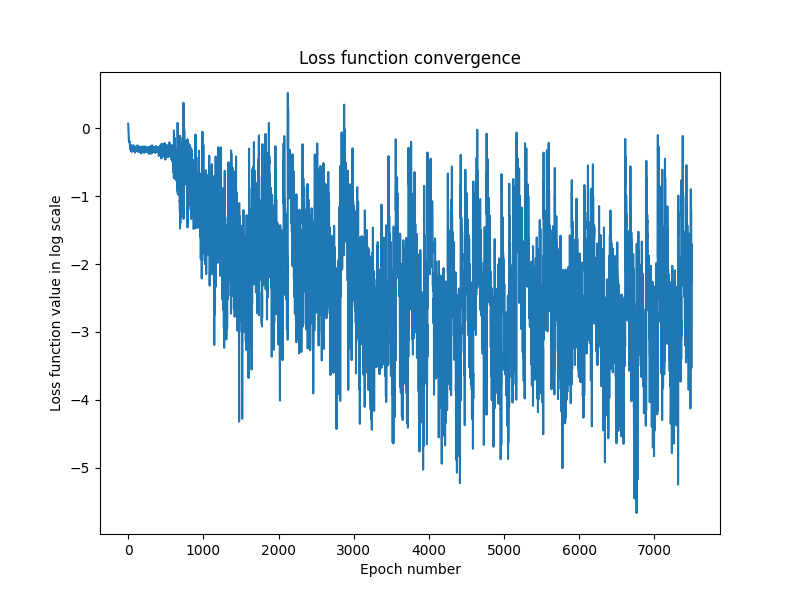 Loss function convergence
Loss function value in log scale
0
−1
−2
−3
−4
−5
0 1000 2000 3000 4000 5000 6000 7000
Epoch number